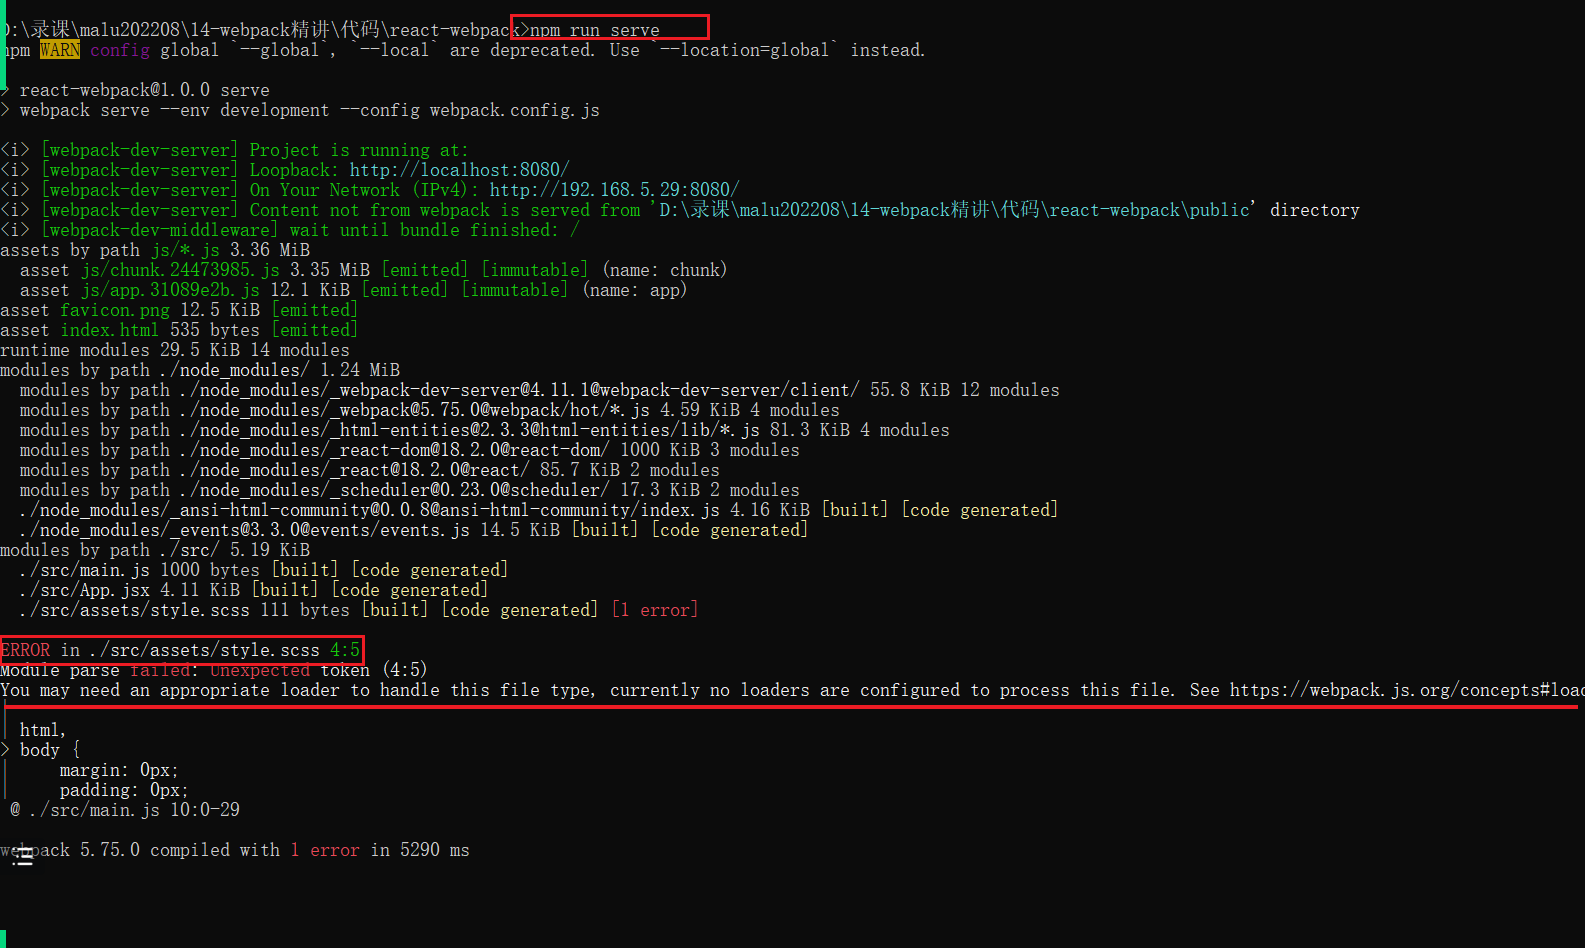 D:\录课\malu202208\14-webpack精讲\代码\react-webpack>npm run serve
npm WARN config global `--global`, `--local` are deprecated. Use `--location=global` instead.
> react-webpack@1.0.0 serve
> webpack serve --env development --config webpack.config.js
<i> [webpack-dev-server] Project is running at:
<i> [webpack-dev-server] Loopback: http://localhost:8080/
<i> [webpack-dev-server] On Your Network (IPv4): http://192.168.5.29:8080/
<i> [webpack-dev-server] Content not from webpack is served from 'D:\录课\malu202208\14-webpack精讲\代码\react-webpack\public' directory
<i> [webpack-dev-middleware] wait until bundle finished: /
assets by path js/*.js 3.36 MiB
  asset js/chunk.24473985.js 3.35 MiB [emitted] [immutable] (name: chunk)
  asset js/app.31089e2b.js 12.1 KiB [emitted] [immutable] (name: app)
asset favicon.png 12.5 KiB [emitted]
asset index.html 535 bytes [emitted]
runtime modules 29.5 KiB 14 modules
modules by path ./node_modules/ 1.24 MiB
  modules by path ./node_modules/_webpack-dev-server@4.11.1@webpack-dev-server/client/ 55.8 KiB 12 modules
  modules by path ./node_modules/_webpack@5.75.0@webpack/hot/*.js 4.59 KiB 4 modules
  modules by path ./node_modules/_html-entities@2.3.3@html-entities/lib/*.js 81.3 KiB 4 modules
  modules by path ./node_modules/_react-dom@18.2.0@react-dom/ 1000 KiB 3 modules
  modules by path ./node_modules/_react@18.2.0@react/ 85.7 KiB 2 modules
  modules by path ./node_modules/_scheduler@0.23.0@scheduler/ 17.3 KiB 2 modules
  ./node_modules/_ansi-html-community@0.0.8@ansi-html-community/index.js 4.16 KiB [built] [code generated]
  ./node_modules/_events@3.3.0@events/events.js 14.5 KiB [built] [code generated]
modules by path ./src/ 5.19 KiB
  ./src/main.js 1000 bytes [built] [code generated]
  ./src/App.jsx 4.11 KiB [built] [code generated]
  ./src/assets/style.scss 111 bytes [built] [code generated] [1 error]
ERROR in ./src/assets/style.scss 4:5
Module parse failed: Unexpected token (4:5)
You may need an appropriate loader to handle this file type, currently no loaders are configured to process this file. See https://webpack.js.org/concepts#load
|
| html,
> body {
|     margin: 0px;
|     padding: 0px;
 @ ./src/main.js 10:0-29
webpack 5.75.0 compiled with 1 error in 5290 ms